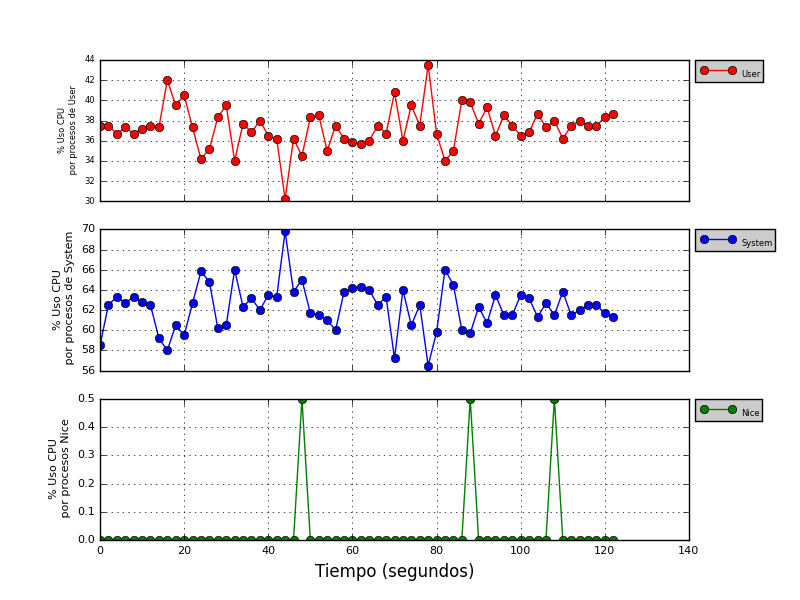 44
42
40
38
36
34
32
30
% Uso CPU
por procesos de User
User
70
68
66
64
62
60
58
56
% Uso CPU
por procesos de System
System
0.5
0.4
0.3
0.2
0.1
0.0
% Uso CPU
por procesos Nice
Nice
0 20 40 60 80 100 120 140
Tiempo (segundos)